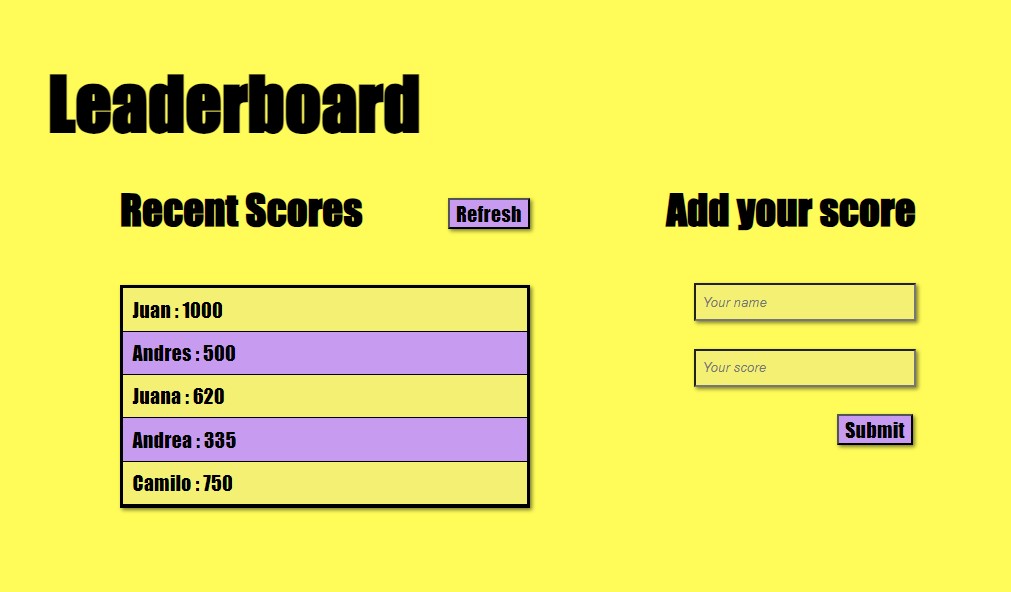 Leaderboard
Recent Scores
Refresh
Juan : 1000
Andres : 500
Juana : 620
Andrea : 335
Camilo : 750
Add your score
Your name
Your score
Submit